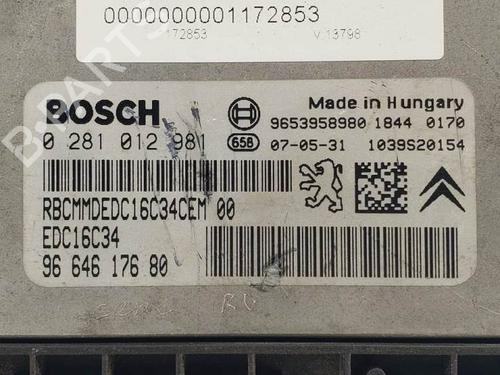 0000000001172853
172853 V.13798
B-PARTS
BOSCH
Made in Hungary
9653958980 1844 0170
0 281 012 981
658 07-05-31 1039S20154
RBCMMDEDC16C34CEM 00
EDC16C34
96 646 176 80